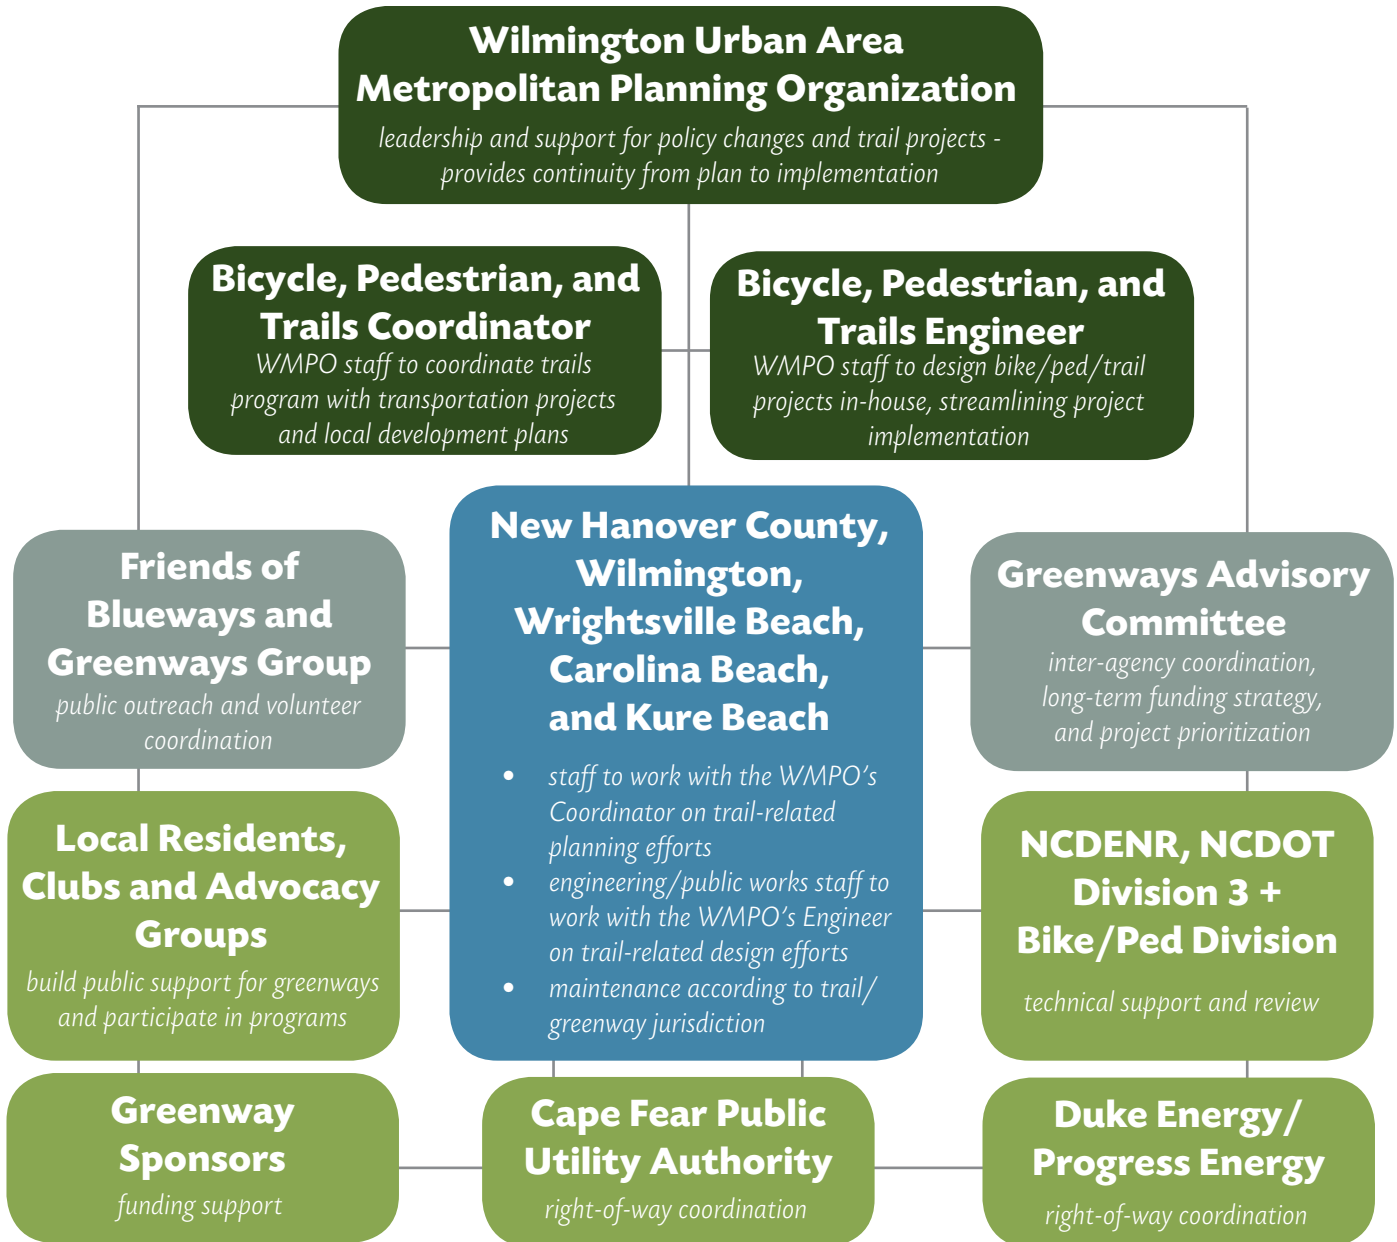 Wilmington Urban Area
Metropolitan Planning Organization
leadership and support for policy changes and trail projects -
provides continuity from plan to implementation
Bicycle, Pedestrian, and
Trails Coordinator
WMPO staff to coordinate trails
program with transportation projects
and local development plans
Bicycle, Pedestrian, and
Trails Engineer
WMPO staff to design bike/ped/trail
projects in-house, streamlining project
implementation
Friends of
Blueways and
Greenways Group
public outreach and volunteer
coordination
New Hanover County,
Wilmington,
Wrightsville Beach,
Carolina Beach,
and Kure Beach
• staff to work with the WMPO's
Coordinator on trail-related
planning efforts
• engineering/public works staff to
work with the WMPO's Engineer
on trail-related design efforts
• maintenance according to trail/
greenway jurisdiction
Greenways Advisory
Committee
inter-agency coordination,
long-term funding strategy,
and project prioritization
Local Residents,
Clubs and Advocacy
Groups
build public support for greenways
and participate in programs
NCDENR, NCDOT
Division 3 +
Bike/Ped Division
technical support and review
Greenway
Sponsors
funding support
Cape Fear Public
Utility Authority
right-of-way coordination
Duke Energy/
Progress Energy
right-of-way coordination